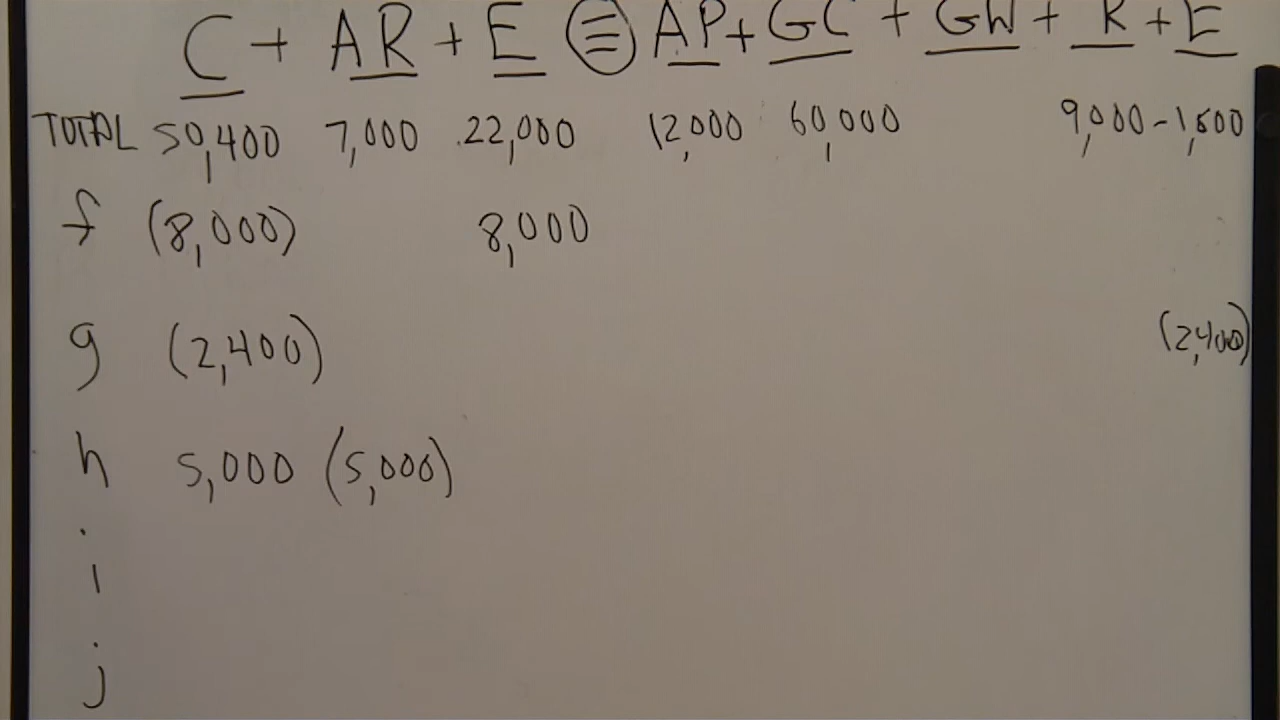 C + AR + E = AP + GC + GW + R + E
TOTAL 50,400 7,000 22,000 12,000 60,000 9,000 -1,600
f (8,000) 8,000
g (2,400) (2,400)
h 5,000 (5,000)
i
j